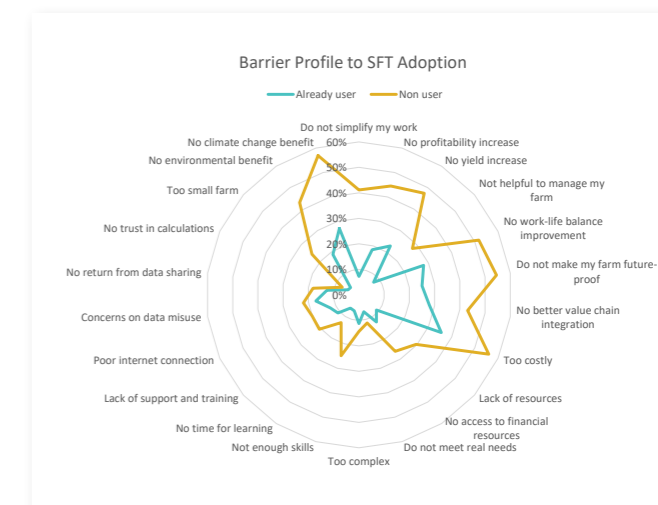 Barrier Profile to SFT Adoption
Already user
Non user
Do not simplify my work
No profitability increase
No yield increase
Not helpful to manage my
farm
No work-life balance
improvement
Do not make my farm future-
proof
No better value chain
integration
Too costly
Lack of resources
No access to financial
resources
Do not meet real needs
Too complex
Not enough skills
No time for learning
Lack of support and training
Poor internet connection
Concerns on data misuse
No return from data sharing
No trust in calculations
Too small farm
No environmental benefit
No climate change benefit
60%
50%
40%
30%
20%
10%
0%